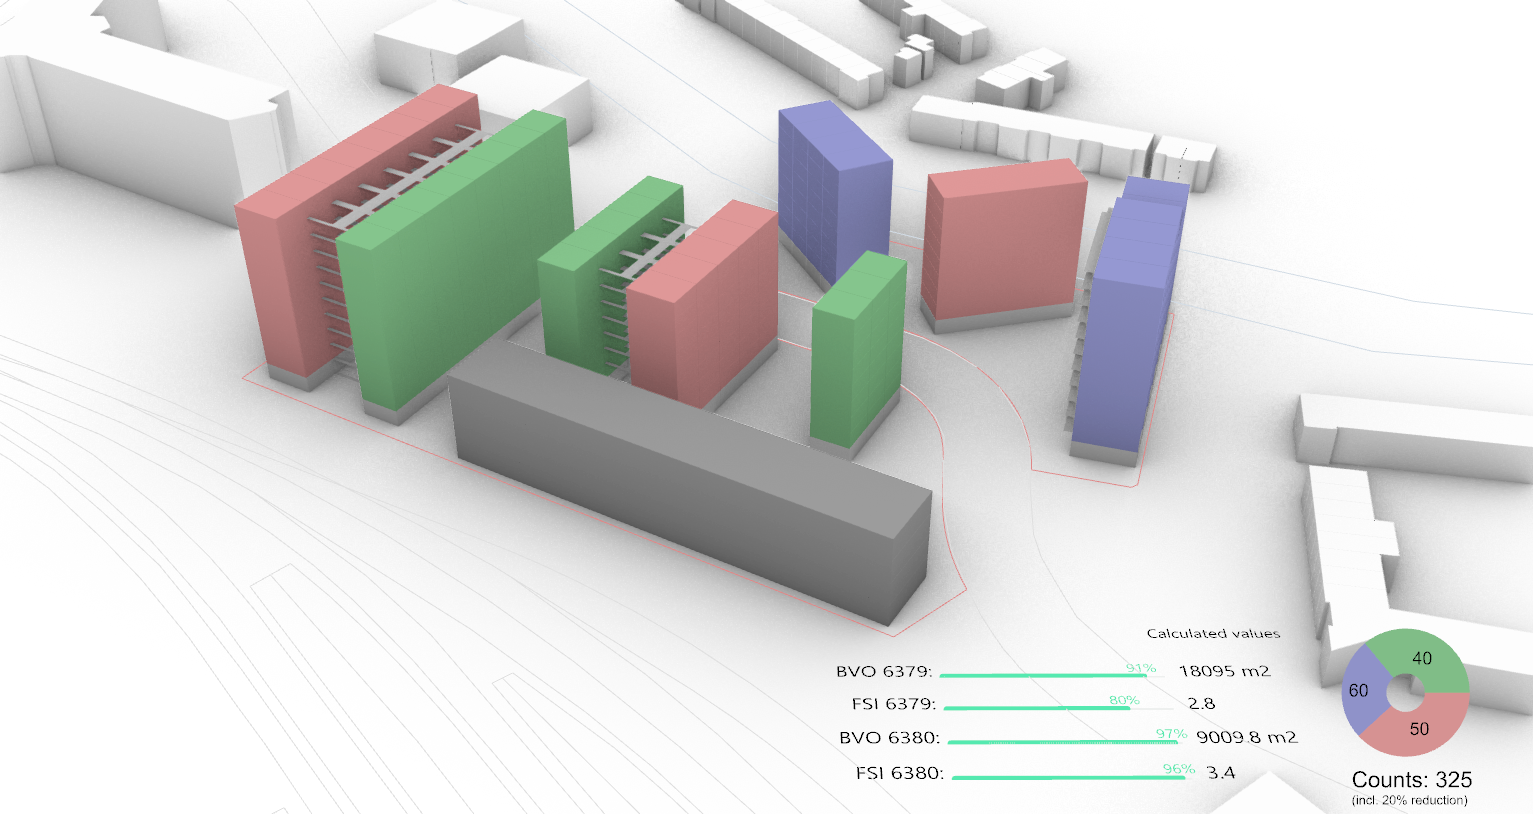 Calculated values
BVO 6379: 91% 18095 m2
FSI 6379: 80% 2.8
BVO 6380: 97% 9009.8 m2
FSI 6380: 96% 3.4
40
60
50
Counts: 325
(incl. 20% reduction)